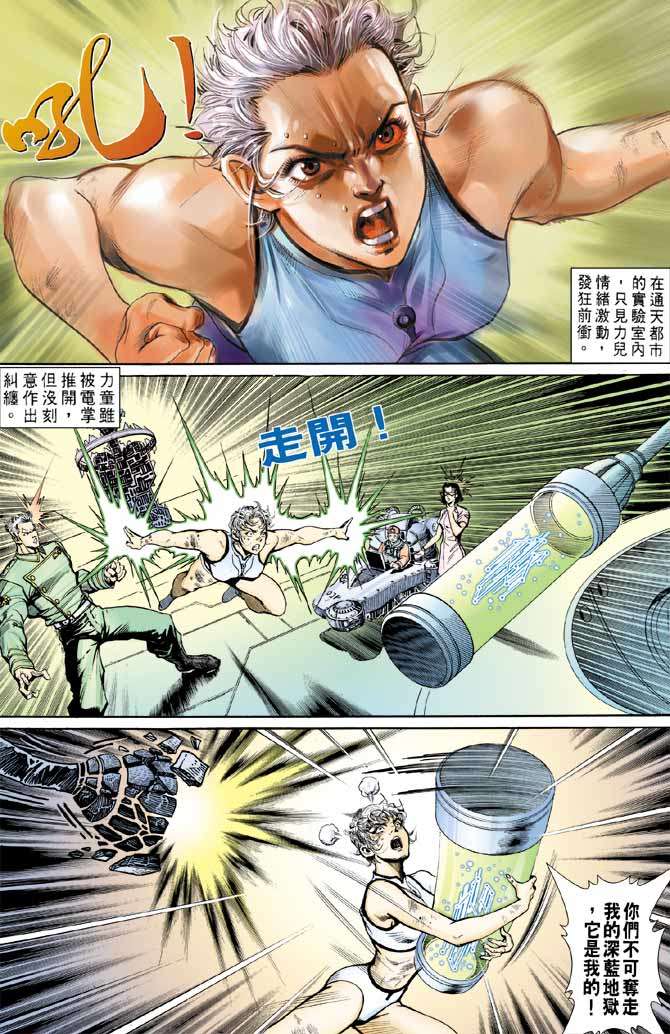 吼！
在通天都市
的實驗室內
，只見力兒
情緒激動，
發狂前衝。
力童雖
被電掌
推開，
但沒刻
意作出
糾纏。
走開！
你們不可奪走
我的深藍地獄
，它是我的！